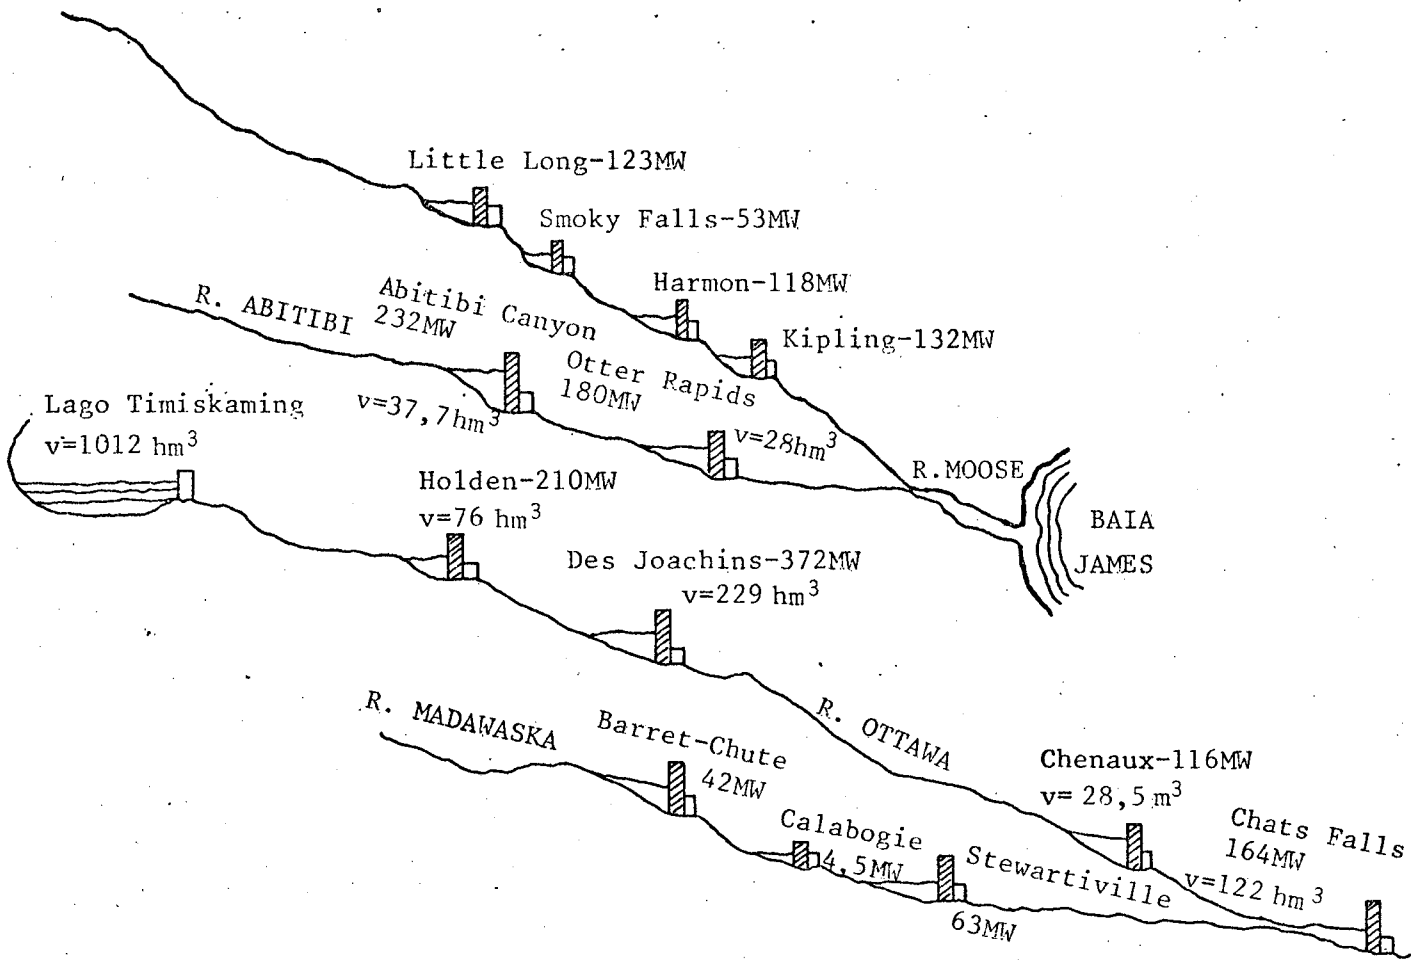 Little Long-123MW
Smoky Falls-53MW
Harmon-118MW
Kipling-132MW
R. ABITIBI
Abitibi Canyon
232MW
Otter Rapids
180MW
v=37,7hm³
v=28hm³
R.MOOSE
BAIA
JAMES
Lago Timiskaming
v=1012 hm³
Holden-210MW
v=76 hm³
Des Joachins-372MW
v=229 hm³
R. OTTAWA
R. MADAWASKA
Barret-Chute
42MW
Calabogie
4,5MW
Stewartiville
63MW
Chenaux-116MW
v= 28,5 m³
Chats Falls
164MW
v=122 hm³